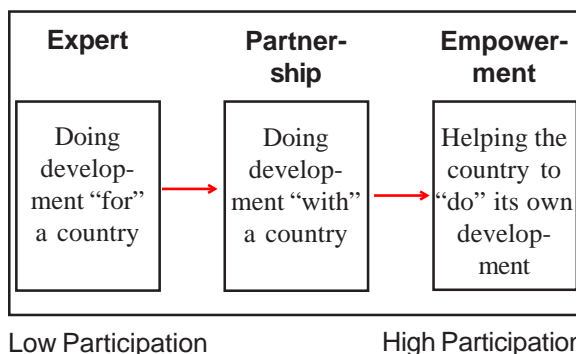 Expert
Partner-
ship
Empower-
ment
Doing
develop-
ment “for”
a country
Doing
develop-
ment “with”
a country
Helping the
country to
“do” its own
develop-
ment
Low Participation
High Participation